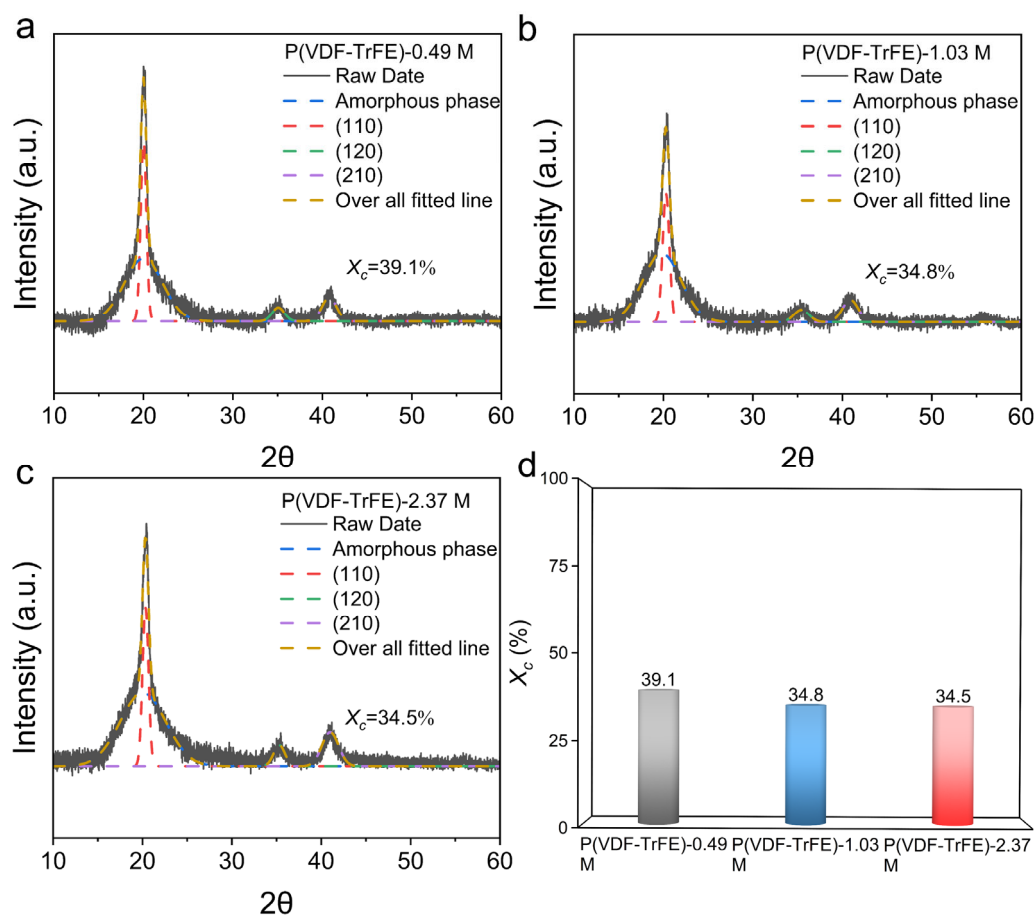 a
P(VDF-TrFE)-0.49 M
Raw Date
Amorphous phase
(110)
(120)
(210)
Over all fitted line
Xc=39.1%
Intensity (a.u.)
10 20 30 40 50 60
2θ
b
P(VDF-TrFE)-1.03 M
Raw Date
Amorphous phase
(110)
(120)
(210)
Over all fitted line
Xc=34.8%
Intensity (a.u.)
10 20 30 40 50 60
2θ
c
P(VDF-TrFE)-2.37 M
Raw Date
Amorphous phase
(110)
(120)
(210)
Over all fitted line
Xc=34.5%
Intensity (a.u.)
10 20 30 40 50 60
2θ
d
100
75
50
25
0
Xc (%)
39.1
34.8
34.5
P(VDF-TrFE)-0.49 M
P(VDF-TrFE)-1.03 M
P(VDF-TrFE)-2.37 M